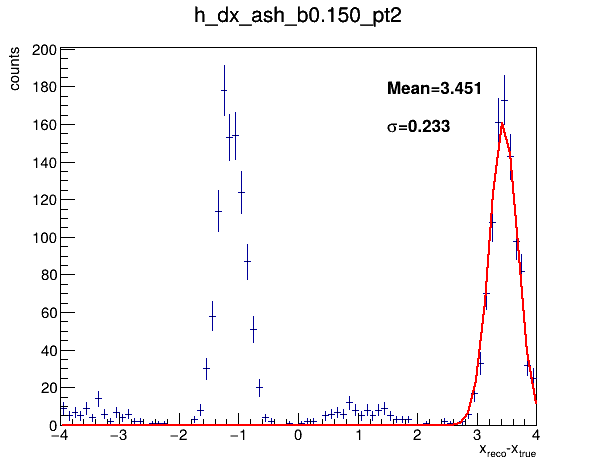 h_dx_ash_b0.150_pt2
counts
200
180
160
140
120
100
80
60
40
20
0
Mean=3.451
σ=0.233
−4 −3 −2 −1 0 1 2 3 4
x_reco-x_true